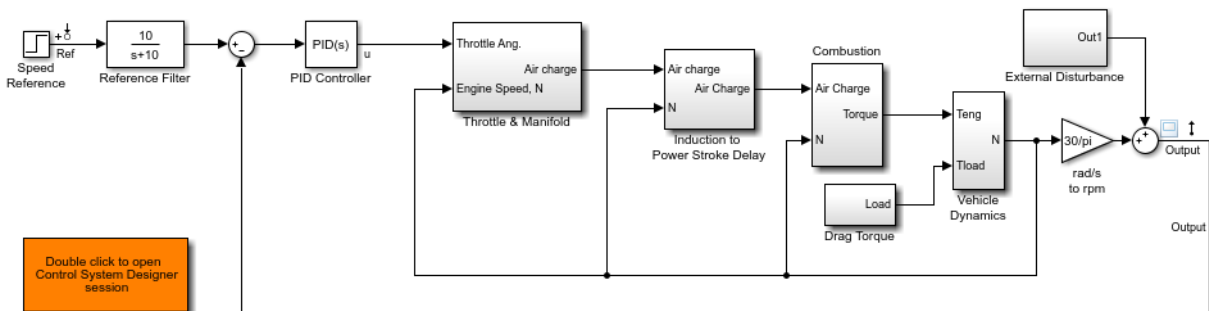 Speed
Reference
Ref
10
s+10
Reference Filter
+
−
PID(s)
u
PID Controller
Throttle Ang.
Air charge
Engine Speed, N
Throttle & Manifold
Air charge
Air Charge
N
Induction to
Power Stroke Delay
Combustion
Air Charge
Torque
N
Load
Drag Torque
Teng
N
Tload
Vehicle
Dynamics
Out1
External Disturbance
30/pi
rad/s
to rpm
+
+
Output
Output
Double click to open
Control System Designer
session